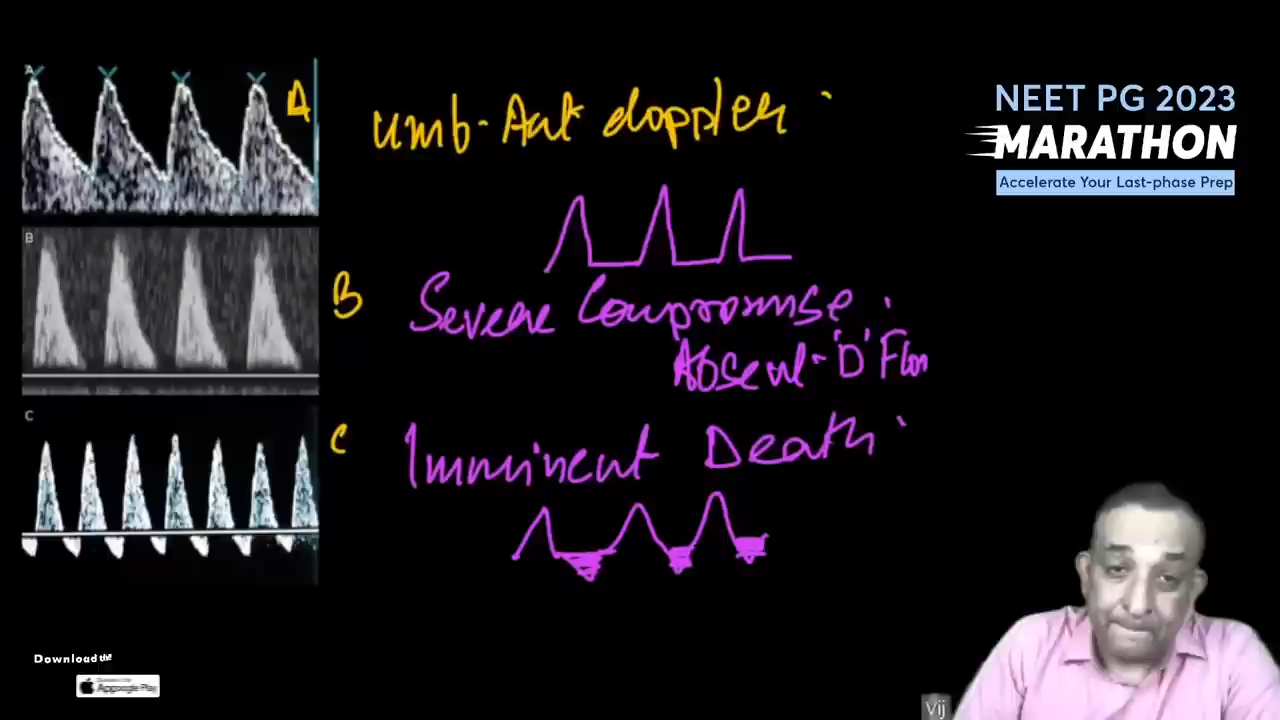 A
A
umb-Art doppler
NEET PG 2023
MARATHON
Accelerate Your Last-phase Prep
B
B
Severe Compromise
Absent-'D' Flow
C
C
Imminent Death
Download the
Vij